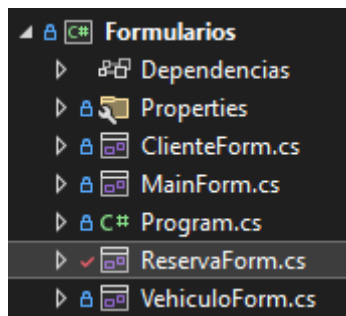 C# Formularios
Dependencias
Properties
ClienteForm.cs
MainForm.cs
C# Program.cs
ReservaForm.cs
VehiculoForm.cs